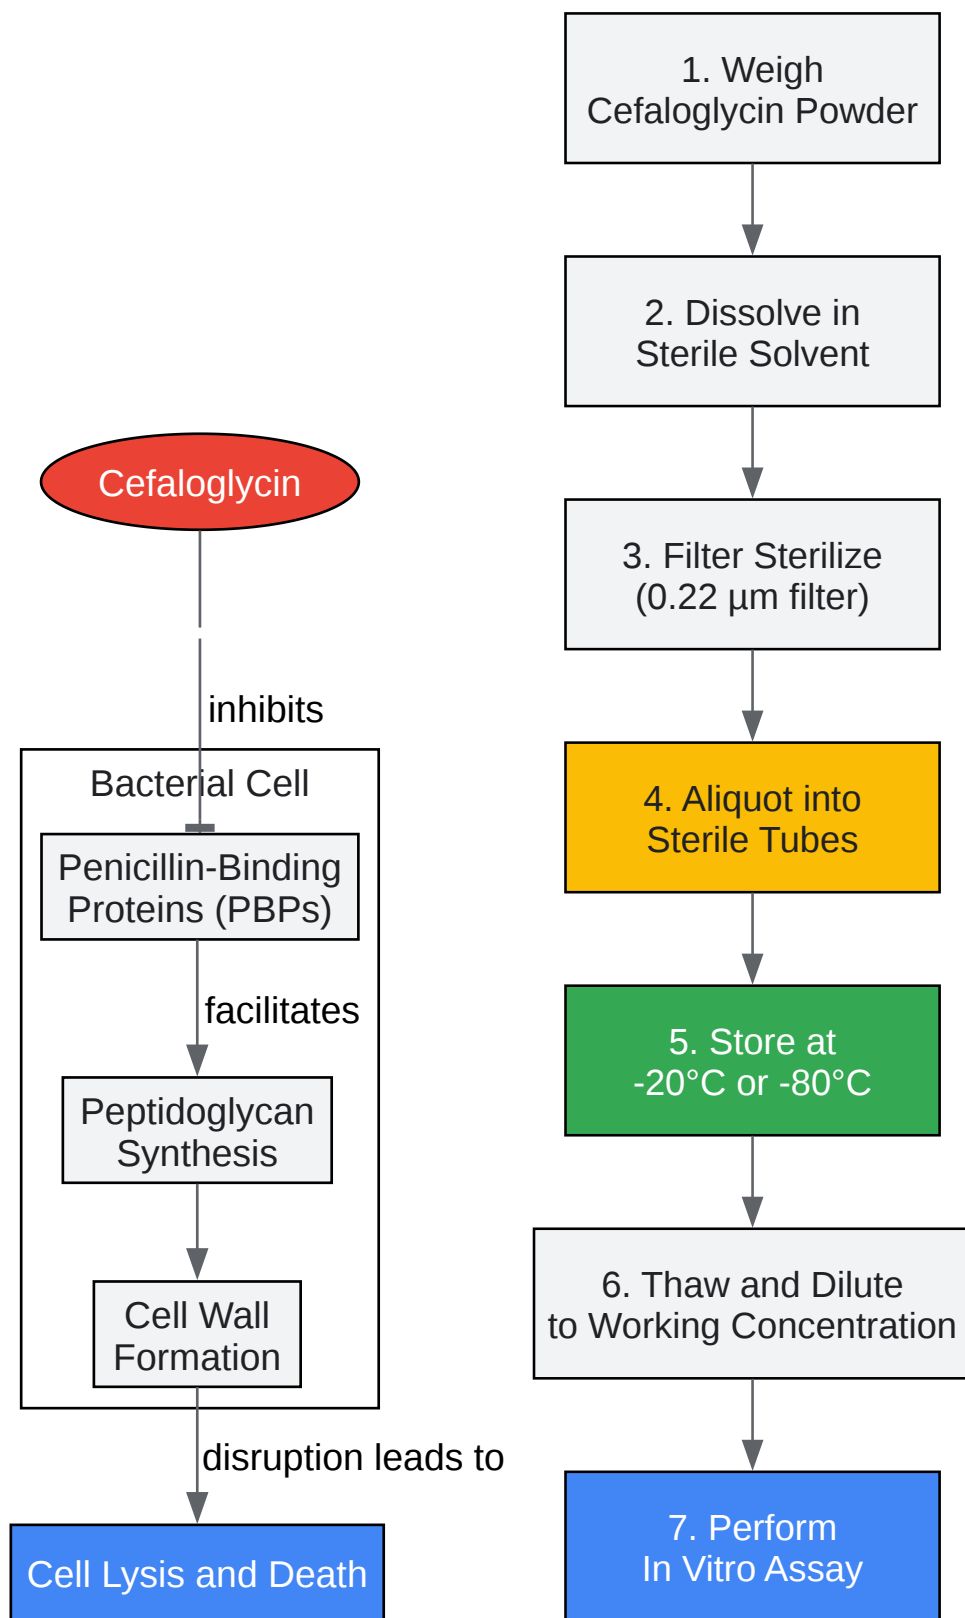 Cefaloglycin
inhibits
Bacterial Cell
Penicillin-Binding
Proteins (PBPs)
facilitates
Peptidoglycan
Synthesis
Cell Wall
Formation
disruption leads to
Cell Lysis and Death
1. Weigh
Cefaloglycin Powder
2. Dissolve in
Sterile Solvent
3. Filter Sterilize
(0.22 µm filter)
4. Aliquot into
Sterile Tubes
5. Store at
-20°C or -80°C
6. Thaw and Dilute
to Working Concentration
7. Perform
In Vitro Assay